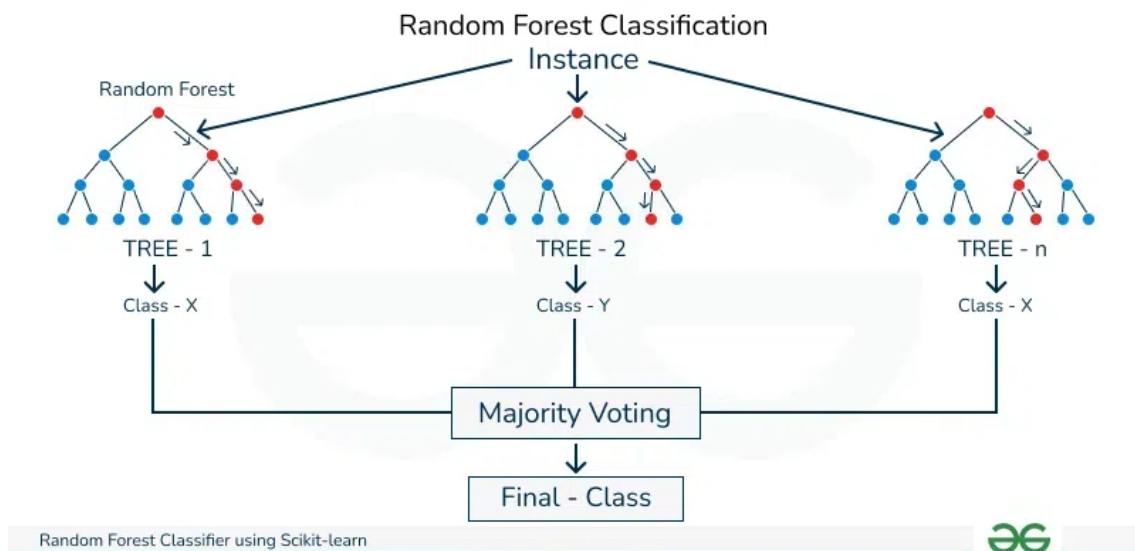 Random Forest Classification
Instance
Random Forest
TREE - 1
TREE - 2
TREE - n
Class - X
Class - Y
Class - X
Majority Voting
Final - Class
Random Forest Classifier using Scikit-learn